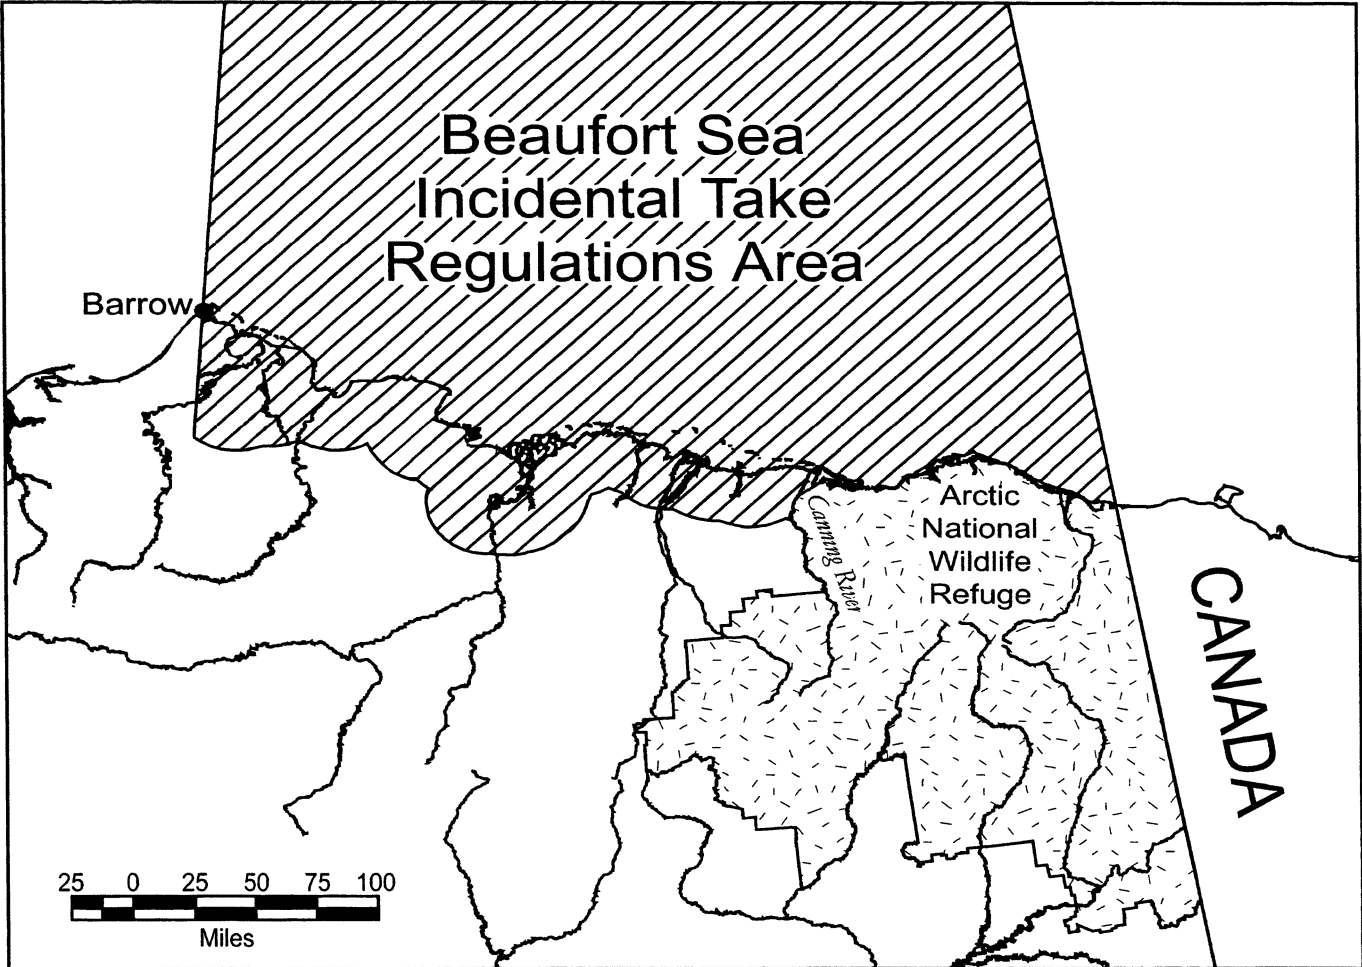 Beaufort Sea
Incidental Take
Regulations Area
Barrow
Arctic
National
Wildlife
Refuge
Canning River
CANADA
25 0 25 50 75 100
Miles